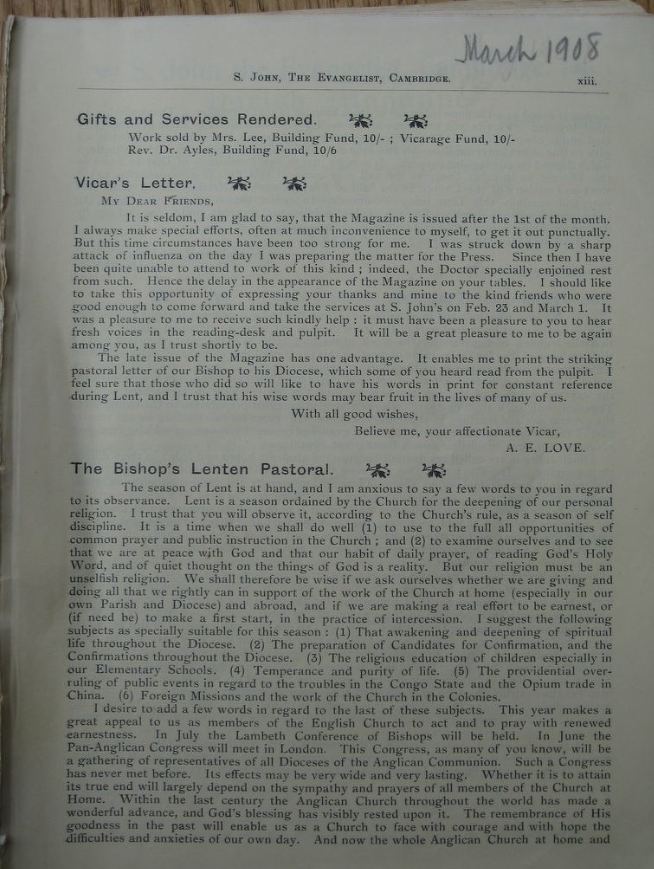 March 1908
S. John, The Evangelist, Cambridge.
xiii.
Gifts and Services Rendered.
Work sold by Mrs. Lee, Building Fund, 10/- ; Vicarage Fund, 10/-
Rev. Dr. Ayles, Building Fund, 10/6
Vicar's Letter.
My Dear Friends,
It is seldom, I am glad to say, that the Magazine is issued after the 1st of the month.
I always make special efforts, often at much inconvenience to myself, to get it out punctually.
But this time circumstances have been too strong for me. I was struck down by a sharp
attack of influenza on the day I was preparing the matter for the Press. Since then I have
been quite unable to attend to work of this kind ; indeed, the Doctor specially enjoined rest
from such. Hence the delay in the appearance of the Magazine on your tables. I should like
to take this opportunity of expressing your thanks and mine to the kind friends who were
good enough to come forward and take the services at S. John's on Feb. 23 and March 1. It
was a pleasure to me to receive such kindly help : it must have been a pleasure to you to hear
fresh voices in the reading-desk and pulpit. It will be a great pleasure to me to be again
among you, as I trust shortly to be.
The late issue of the Magazine has one advantage. It enables me to print the striking
pastoral letter of our Bishop to his Diocese, which some of you heard read from the pulpit. I
feel sure that those who did so will like to have his words in print for constant reference
during Lent, and I trust that his wise words may bear fruit in the lives of many of us.
With all good wishes,
Believe me, your affectionate Vicar,
A. E. LOVE.
The Bishop's Lenten Pastoral.
The season of Lent is at hand, and I am anxious to say a few words to you in regard
to its observance. Lent is a season ordained by the Church for the deepening of our personal
religion. I trust that you will observe it, according to the Church's rule, as a season of self
discipline. It is a time when we shall do well (1) to use to the full all opportunities of
common prayer and public instruction in the Church ; and (2) to examine ourselves and to see
that we are at peace with God and that our habit of daily prayer, of reading God's Holy
Word, and of quiet thought on the things of God is a reality. But our religion must be an
unselfish religion. We shall therefore be wise if we ask ourselves whether we are giving and
doing all that we rightly can in support of the work of the Church at home (especially in our
own Parish and Diocese) and abroad, and if we are making a real effort to be earnest, or
(if need be) to make a first start, in the practice of intercession. I suggest the following
subjects as specially suitable for this season : (1) That awakening and deepening of spiritual
life throughout the Diocese. (2) The preparation of Candidates for Confirmation, and the
Confirmations throughout the Diocese. (3) The religious education of children especially in
our Elementary Schools. (4) Temperance and purity of life. (5) The providential over-
ruling of public events in regard to the troubles in the Congo State and the Opium trade in
China. (6) Foreign Missions and the work of the Church in the Colonies.
I desire to add a few words in regard to the last of these subjects. This year makes a
great appeal to us as members of the English Church to act and to pray with renewed
earnestness. In July the Lambeth Conference of Bishops will be held. In June the
Pan-Anglican Congress will meet in London. This Congress, as many of you know, will be
a gathering of representatives of all Dioceses of the Anglican Communion. Such a Congress
has never met before. Its effects may be very wide and very lasting. Whether it is to attain
its true end will largely depend on the sympathy and prayers of all members of the Church at
Home. Within the last century the Anglican Church throughout the world has made a
wonderful advance, and God's blessing has visibly rested upon it. The remembrance of His
goodness in the past will enable us as a Church to face with courage and with hope the
difficulties and anxieties of our own day. And now the whole Anglican Church at home and